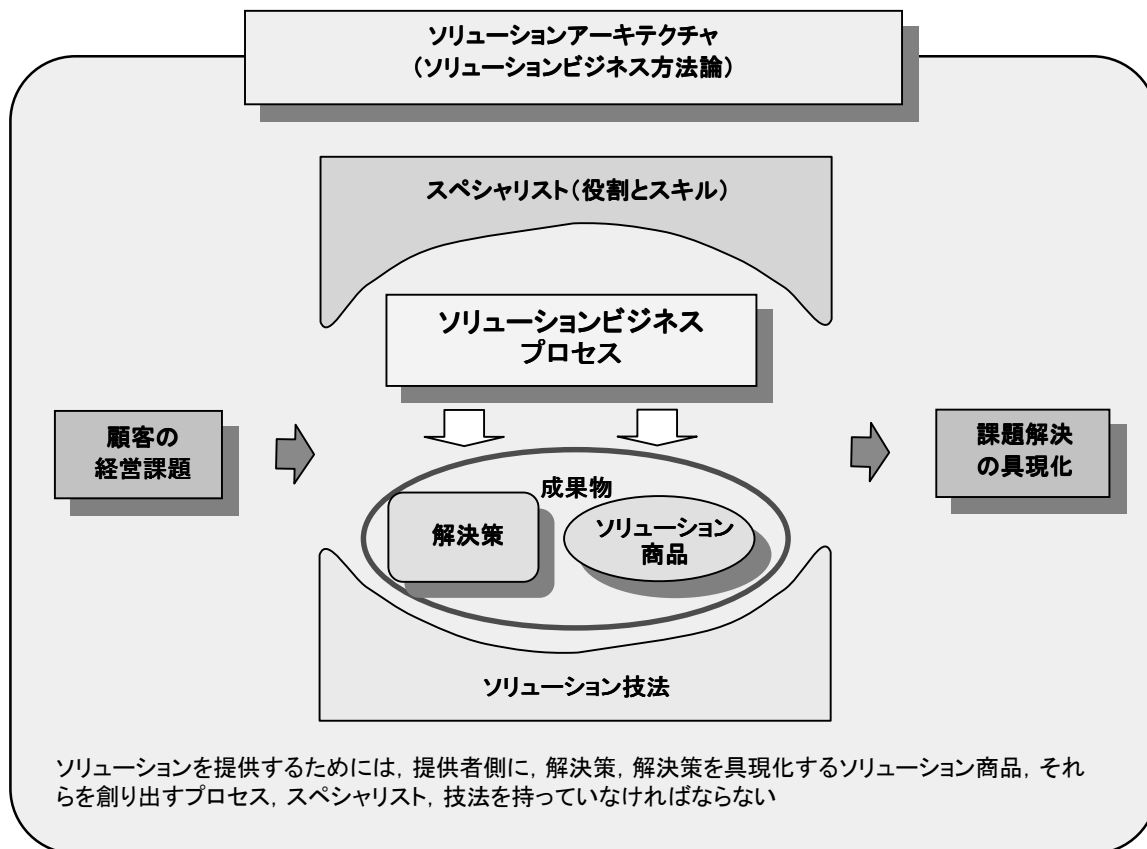 ソリューションアーキテクチャ
（ソリューションビジネス方法論）
スペシャリスト（役割とスキル）
ソリューションビジネス
プロセス
顧客の
経営課題
課題解決
の具現化
成果物
解決策
ソリューション
商品
ソリューション技法
ソリューションを提供するためには，提供者側に，解決策，解決策を具現化するソリューション商品，それ
らを創り出すプロセス，スペシャリスト，技法を持っていなければならない